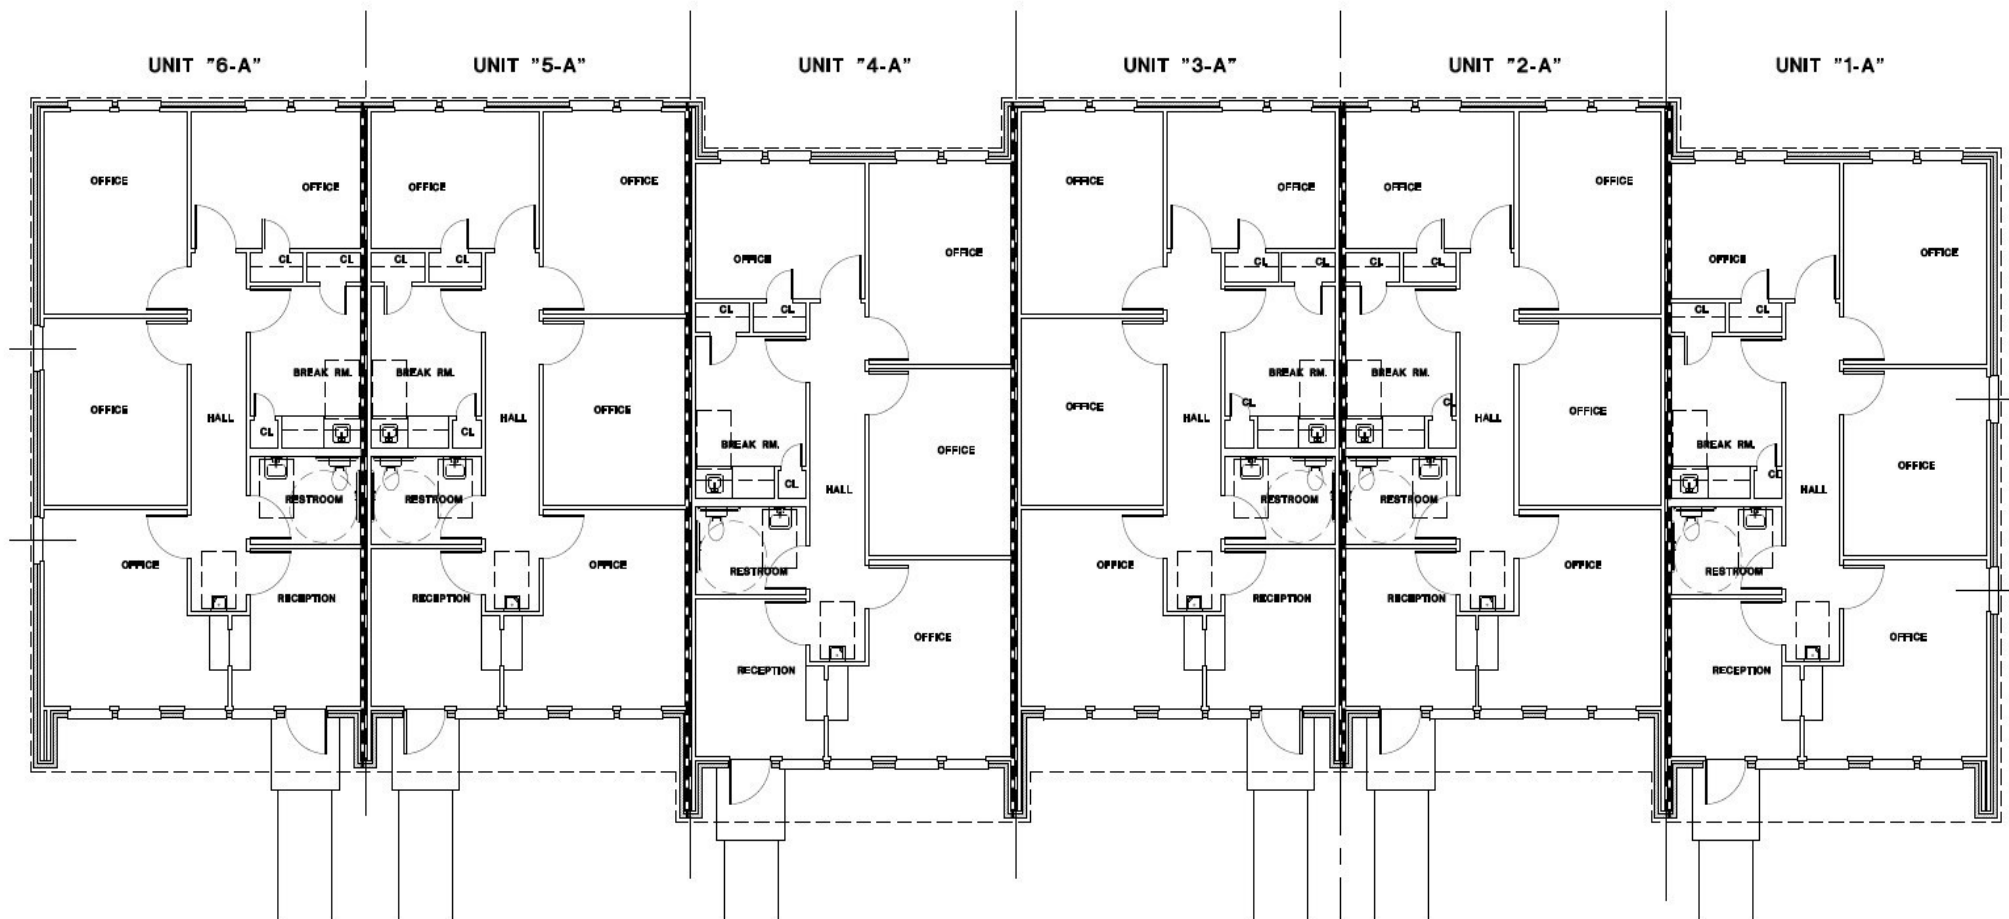 UNIT "6-A"
UNIT "5-A"
UNIT "4-A"
UNIT "3-A"
UNIT "2-A"
UNIT "1-A"
OFFICE
OFFICE
CL
CL
OFFICE
BREAK RM.
HALL
CL
RESTROOM
OFFICE
RECEPTION
OFFICE
OFFICE
CL
CL
BREAK RM.
OFFICE
HALL
CL
RESTROOM
OFFICE
RECEPTION
OFFICE
OFFICE
CL
CL
BREAK RM.
OFFICE
CL
HALL
RESTROOM
OFFICE
RECEPTION
OFFICE
OFFICE
CL
CL
BREAK RM.
OFFICE
CL
HALL
RESTROOM
OFFICE
RECEPTION
OFFICE
OFFICE
CL
CL
BREAK RM.
CL
OFFICE
HALL
RESTROOM
OFFICE
RECEPTION
OFFICE
OFFICE
CL
CL
BREAK RM.
OFFICE
CL
HALL
RESTROOM
OFFICE
RECEPTION